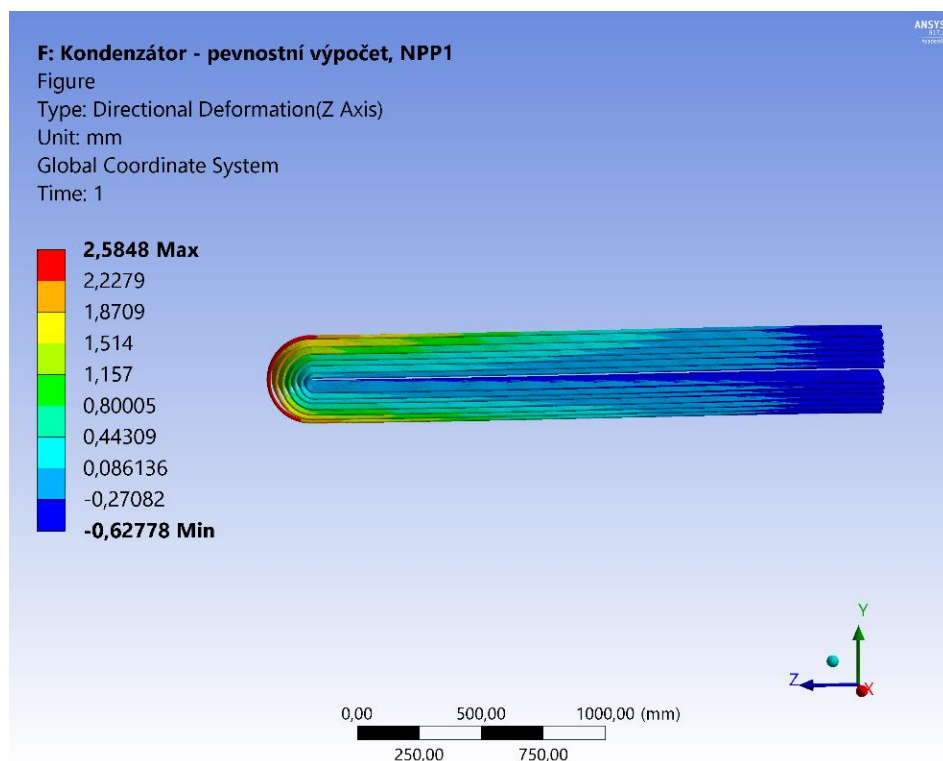 ANSYS
F: Kondenzátor - pevnostní výpočet, NPP1
Figure
Type: Directional Deformation(Z Axis)
Unit: mm
Global Coordinate System
Time: 1
2,5848 Max
2,2279
1,8709
1,514
1,157
0,80005
0,44309
0,086136
-0,27082
-0,62778 Min
Y
Z
X
0,00
500,00
1000,00 (mm)
250,00
750,00